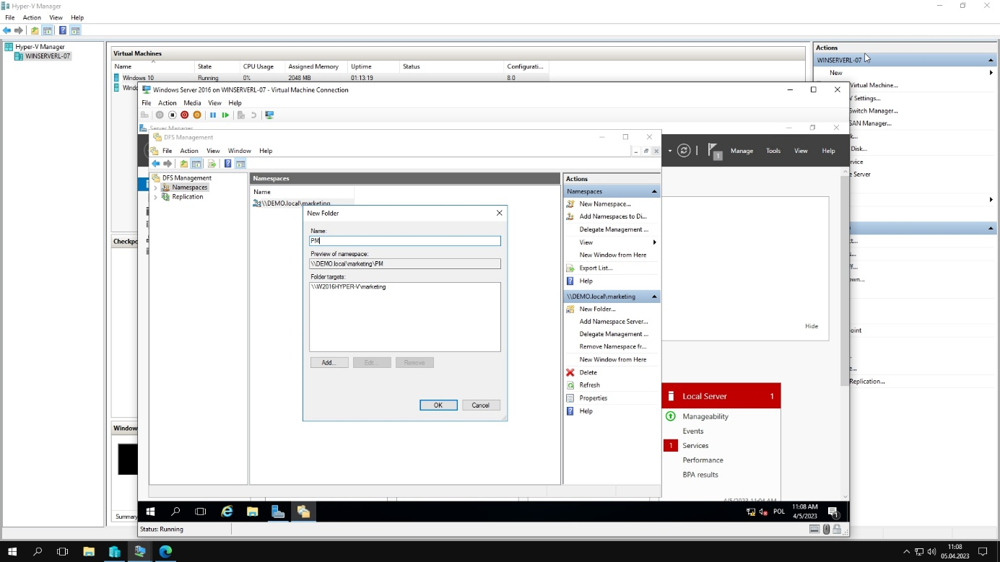 Hyper-V Manager
File Action View Help
Hyper-V Manager
WINSERVERL-07
Virtual Machines
Name State CPU Usage Assigned Memory Uptime Status Configurati...
Windows 10 Running 0% 2048 MB 01:13:19 8.0
Actions
WINSERVERL-07
New
Virtual Machine...
Settings...
Switch Manager...
SAN Manager...
Disk...
Windows Server 2016 on WINSERVERL-07 - Virtual Machine Connection
File Action Media View Help
Server Manager
Manage Tools View Help
1
DFS Management
File Action View Window Help
DFS Management
Namespaces
Replication
Namespaces
Name
\\DEMO.local\marketing
New Folder
Name:
PM
Preview of namespace:
\\DEMO.local\marketing\PM
Folder targets:
\\W2016HYPER-V\marketing
Add... Edit... Remove
OK Cancel
Actions
Namespaces
New Namespace...
Add Namespaces to Di...
Delegate Management ...
View
New Window from Here
Export List...
Help
\\DEMO.local\marketing
New Folder...
Add Namespace Server...
Delegate Management ...
Remove Namespace fr...
New Window from Here
Delete
Refresh
Properties
Help
Hide
Local Server 1
Manageability
Events
1 Services
Performance
BPA results
4/5/2023 11:04 AM
Replication...
POL
11:08 AM
4/5/2023
Status: Running
Summary
11:08
05.04.2023